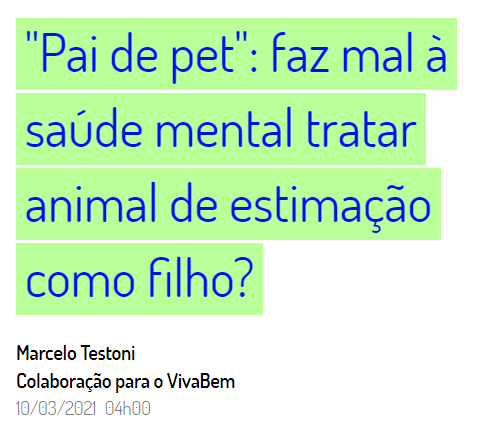 "Pai de pet": faz mal à
saúde mental tratar
animal de estimação
como filho?
Marcelo Testoni
Colaboração para o VivaBem
10/03/2021 04h00